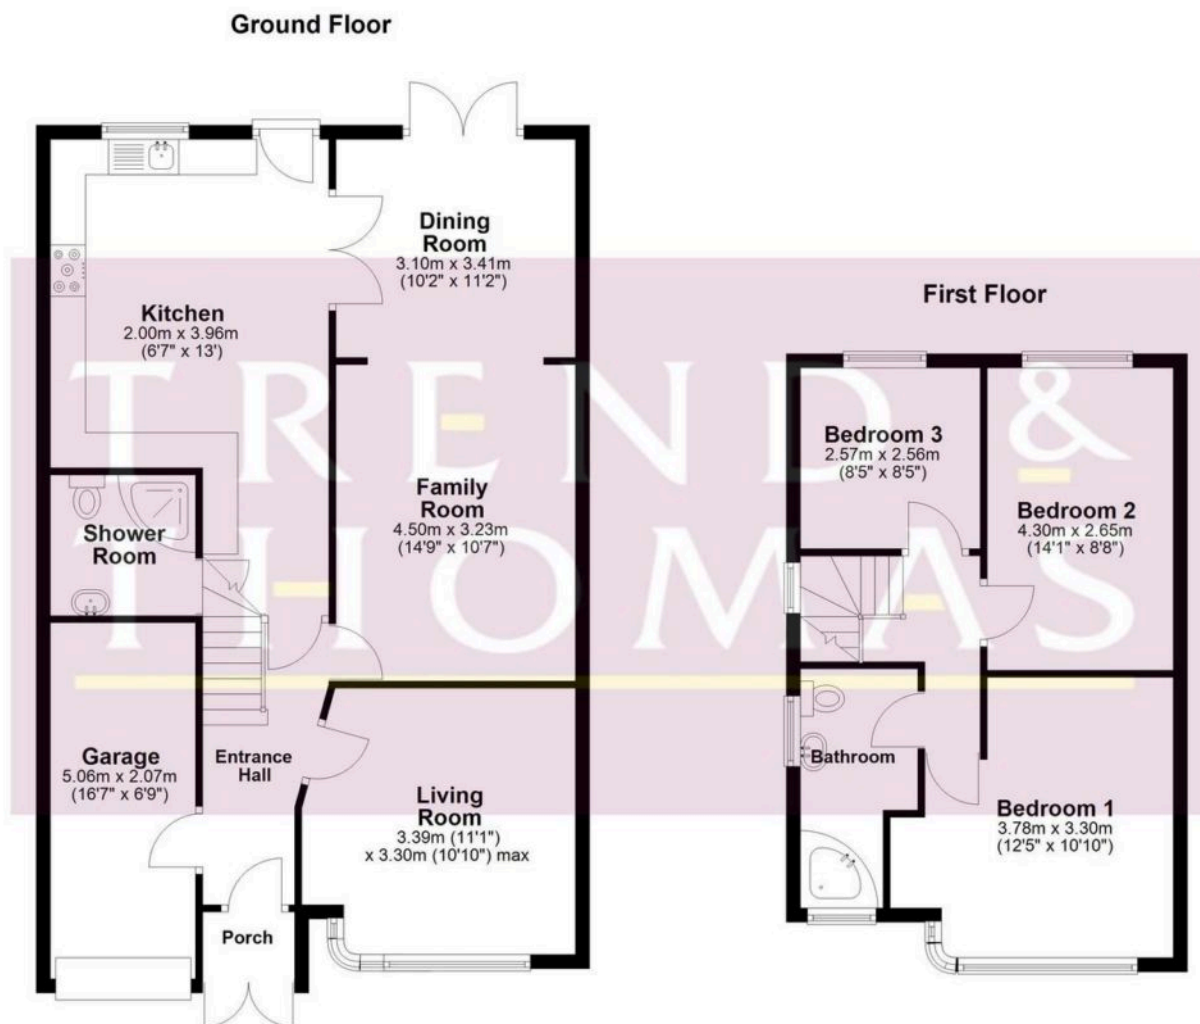 Ground Floor
Dining
Room
3.10m x 3.41m
(10'2" x 11'2")
Kitchen
2.00m x 3.96m
(6'7" x 13')
Family
Room
4.50m x 3.23m
(14'9" x 10'7")
Shower
Room
Garage
5.06m x 2.07m
(16'7" x 6'9")
Entrance
Hall
Living
Room
3.39m (11'1")
x 3.30m (10'10") max
Porch
First Floor
Bedroom 3
2.57m x 2.56m
(8'5" x 8'5")
Bedroom 2
4.30m x 2.65m
(14'1" x 8'8")
Bathroom
Bedroom 1
3.78m x 3.30m
(12'5" x 10'10")
TREND &
THOMAS